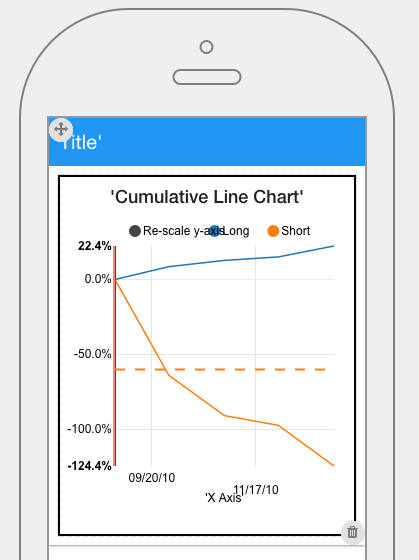 Title'
'Cumulative Line Chart'
Re-scale y-axis Long Short
22.4%
0.0%
-50.0%
-100.0%
-124.4%
09/20/10
11/17/10
'X Axis'